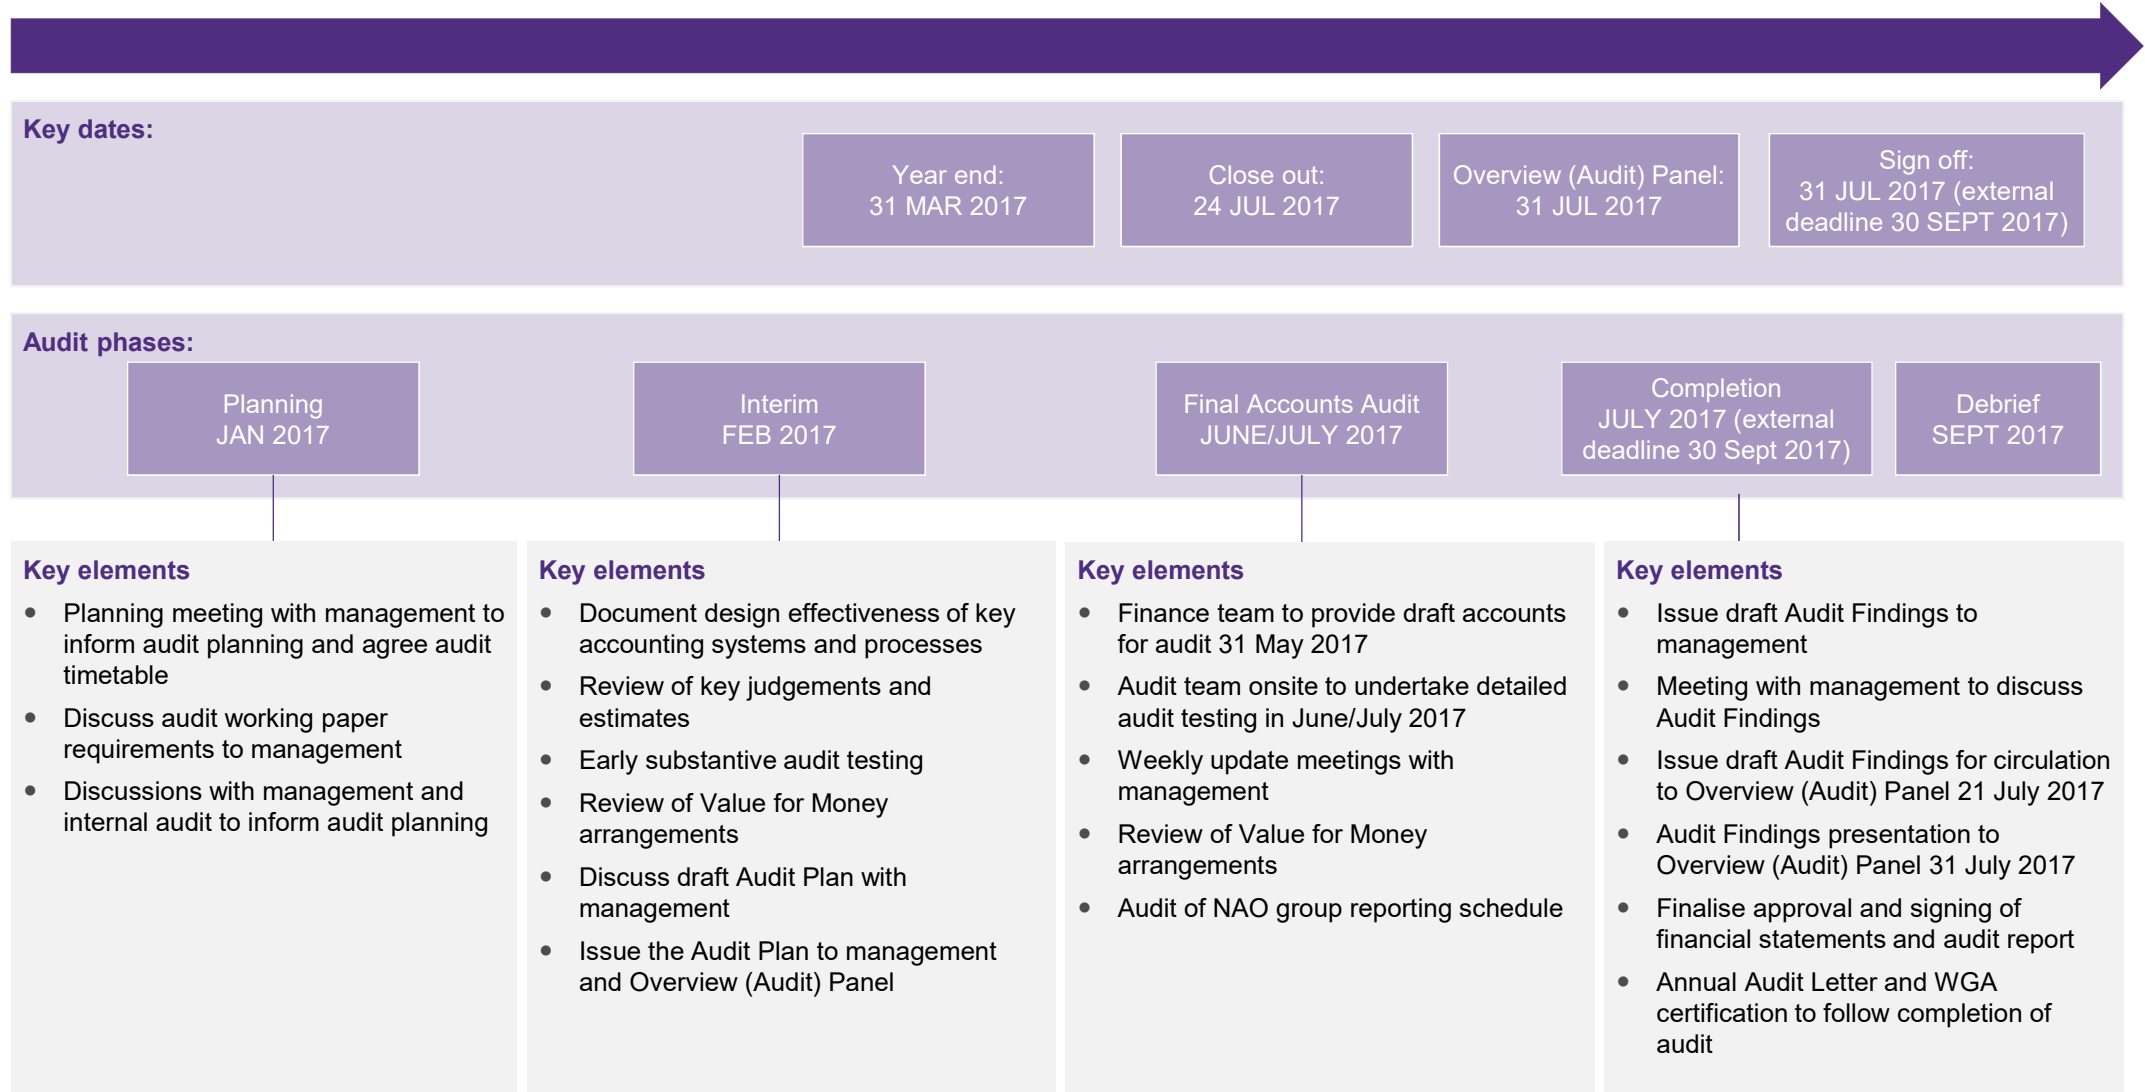 Key dates:
Year end:
31 MAR 2017
Close out:
24 JUL 2017
Overview (Audit) Panel:
31 JUL 2017
Sign off:
31 JUL 2017 (external
deadline 30 SEPT 2017)
Audit phases:
Planning
JAN 2017
Interim
FEB 2017
Final Accounts Audit
JUNE/JULY 2017
Completion
JULY 2017 (external
deadline 30 Sept 2017)
Debrief
SEPT 2017
Key elements
• Planning meeting with management to
inform audit planning and agree audit
timetable
• Discuss audit working paper
requirements to management
• Discussions with management and
internal audit to inform audit planning
Key elements
• Document design effectiveness of key
accounting systems and processes
• Review of key judgements and
estimates
• Early substantive audit testing
• Review of Value for Money
arrangements
• Discuss draft Audit Plan with
management
• Issue the Audit Plan to management
and Overview (Audit) Panel
Key elements
• Finance team to provide draft accounts
for audit 31 May 2017
• Audit team onsite to undertake detailed
audit testing in June/July 2017
• Weekly update meetings with
management
• Review of Value for Money
arrangements
• Audit of NAO group reporting schedule
Key elements
• Issue draft Audit Findings to
management
• Meeting with management to discuss
Audit Findings
• Issue draft Audit Findings for circulation
to Overview (Audit) Panel 21 July 2017
• Audit Findings presentation to
Overview (Audit) Panel 31 July 2017
• Finalise approval and signing of
financial statements and audit report
• Annual Audit Letter and WGA
certification to follow completion of
audit